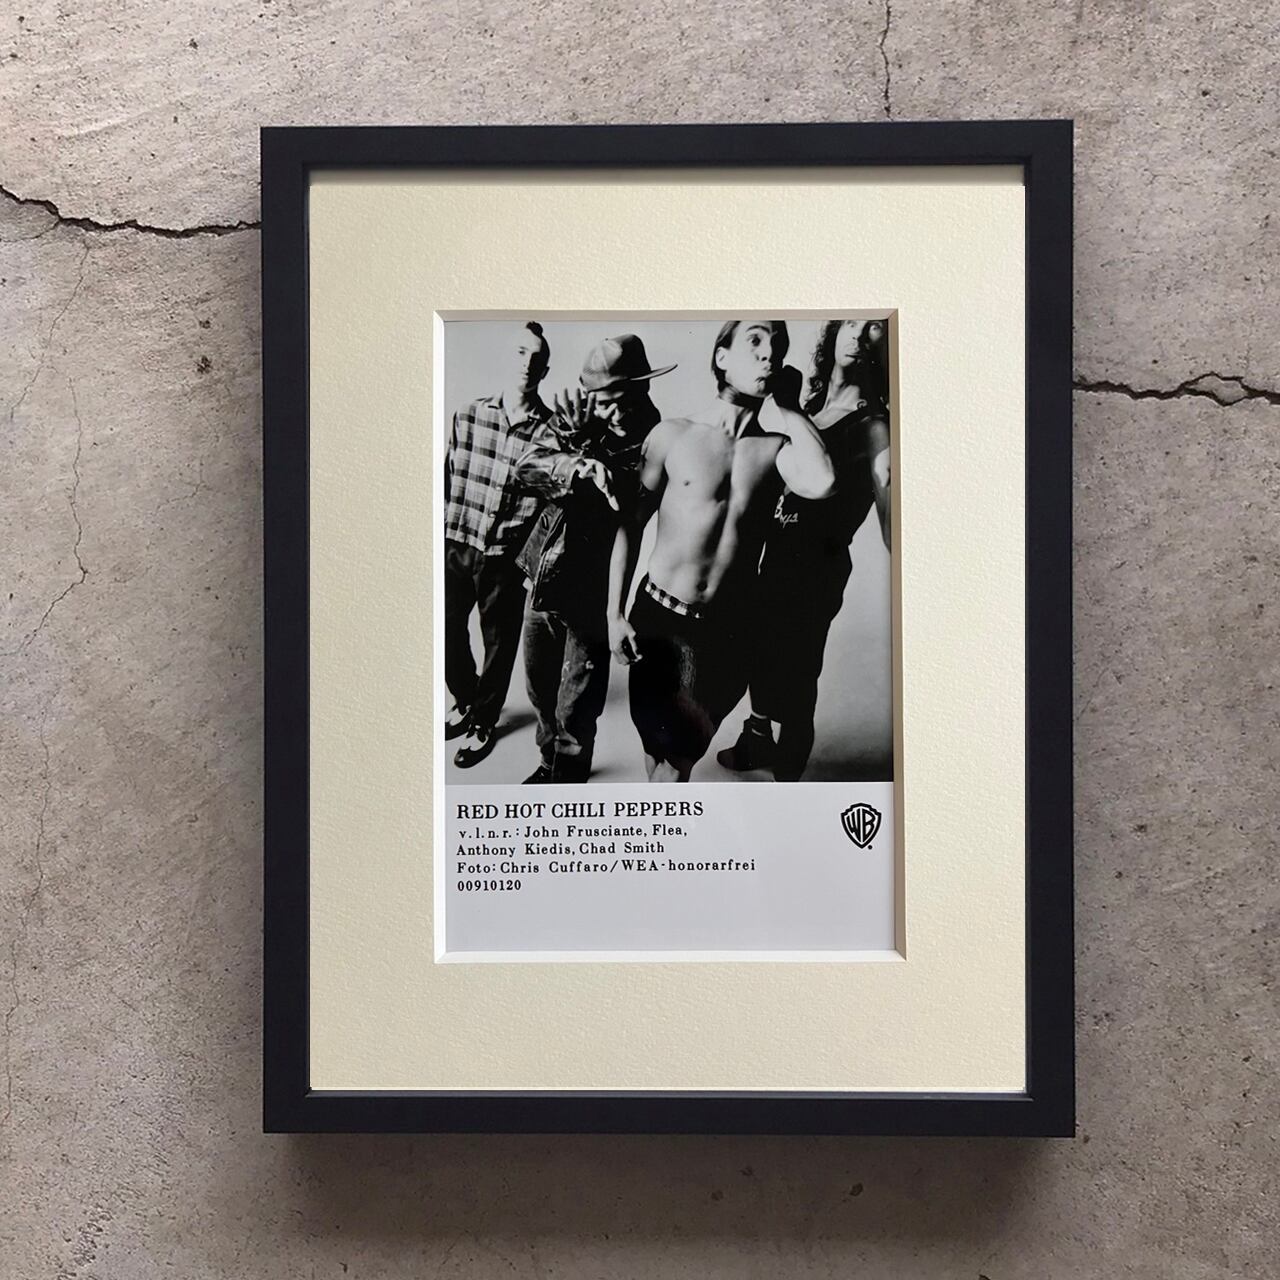 RED HOT CHILI PEPPERS
v.l.n.r.: John Frusciante, Flea,
Anthony Kiedis, Chad Smith
Foto: Chris Cuffaro/WEA-honorarfrei
00910120
WB